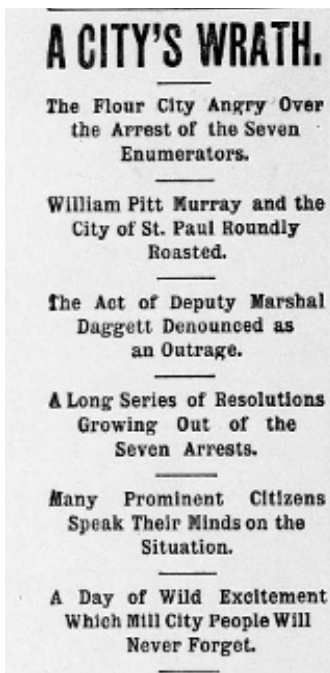 A CITY'S WRATH.
The Flour City Angry Over
the Arrest of the Seven
Enumerators.
William Pitt Murray and the
City of St. Paul Roundly
Roasted.
The Act of Deputy Marshal
Daggett Denounced as
an Outrage.
A Long Series of Resolutions
Growing Out of the
Seven Arrests.
Many Prominent Citizens
Speak Their Minds on the
Situation.
A Day of Wild Excitement
Which Mill City People Will
Never Forget.